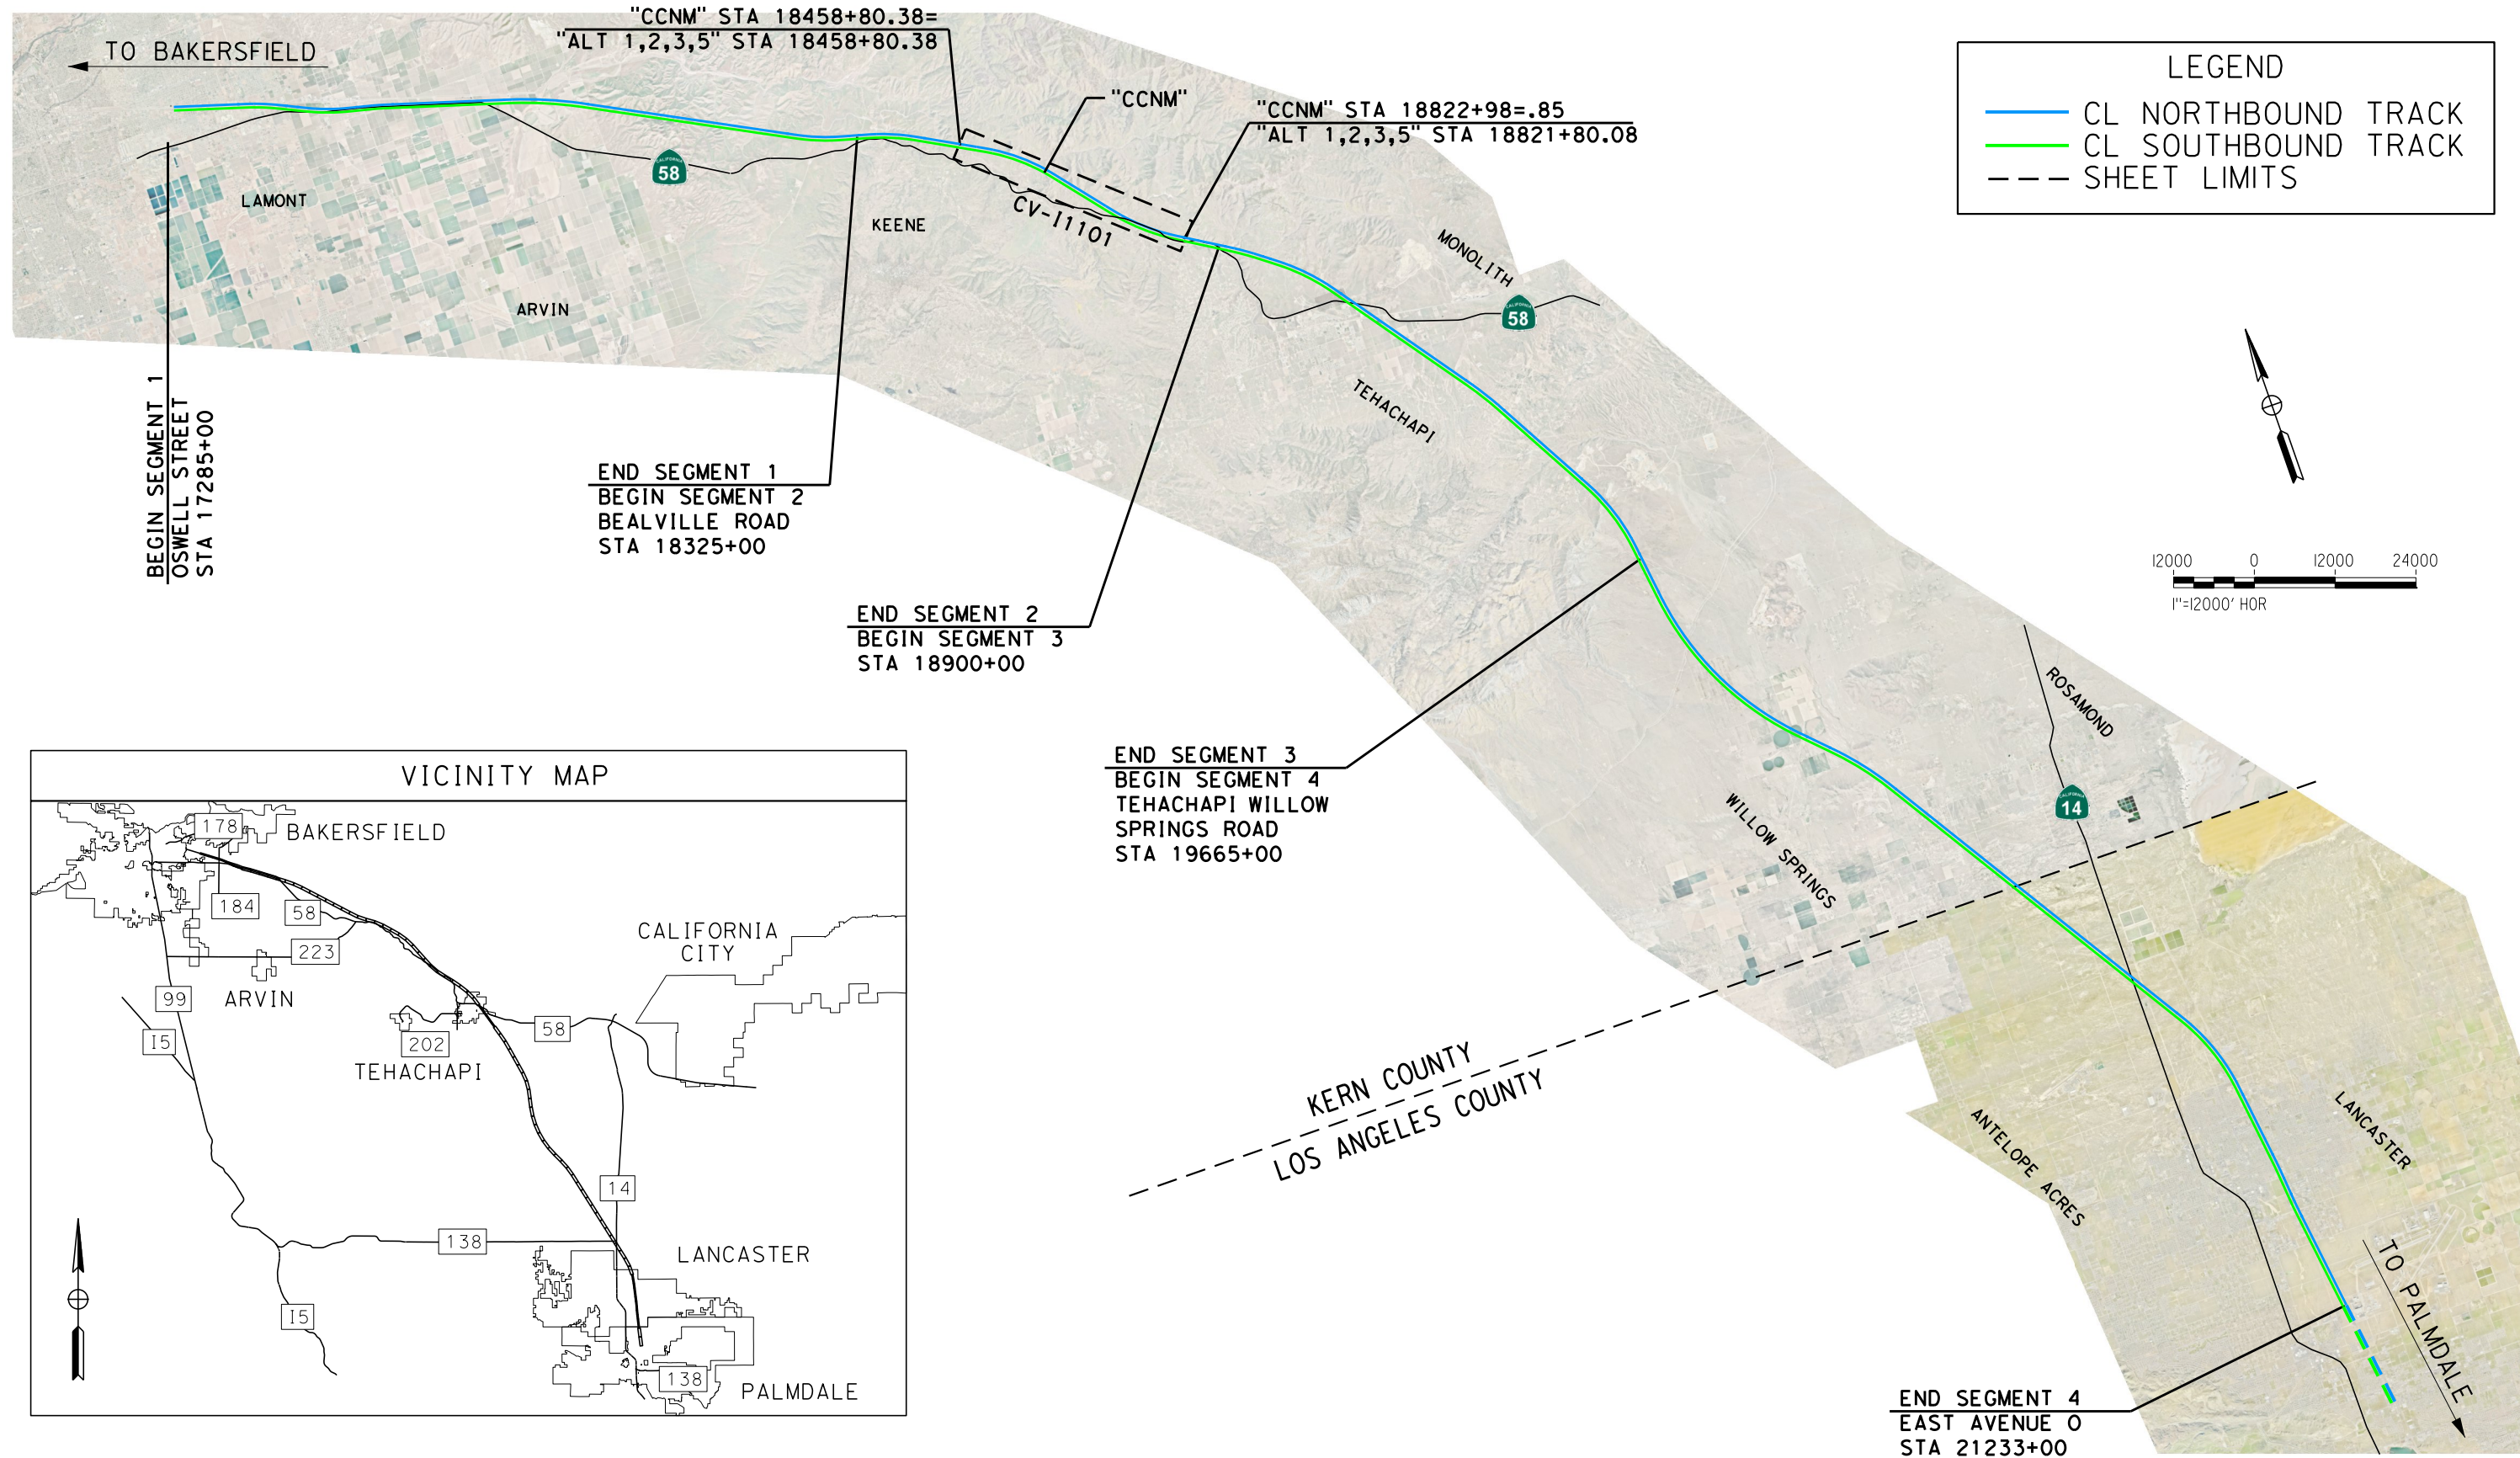 "CCNM" STA 18458+80.38=
"ALT 1,2,3,5" STA 18458+80.38
TO BAKERSFIELD
"CCNM"
"CCNM" STA 18822+98=.85
"ALT 1,2,3,5" STA 18821+80.08
LEGEND
CL NORTHBOUND TRACK
CL SOUTHBOUND TRACK
SHEET LIMITS
CALIFORNIA
58
LAMONT
KEENE
CV-I1101
ARVIN
MONOLITH
CALIFORNIA
58
TEHACHAPI
BEGIN SEGMENT 1
OSWELL STREET
STA 17285+00
END SEGMENT 1
BEGIN SEGMENT 2
BEALVILLE ROAD
STA 18325+00
END SEGMENT 2
BEGIN SEGMENT 3
STA 18900+00
12000 0 12000 24000
1"=12000' HOR
END SEGMENT 3
BEGIN SEGMENT 4
TEHACHAPI WILLOW
SPRINGS ROAD
STA 19665+00
ROSAMOND
CALIFORNIA
14
WILLOW SPRINGS
KERN COUNTY
LOS ANGELES COUNTY
ANTELOPE ACRES
LANCASTER
TO PALMDALE
END SEGMENT 4
EAST AVENUE O
STA 21233+00
VICINITY MAP
178
BAKERSFIELD
184
58
223
CALIFORNIA
CITY
99
ARVIN
I5
202
58
TEHACHAPI
14
138
LANCASTER
I5
138
PALMDALE